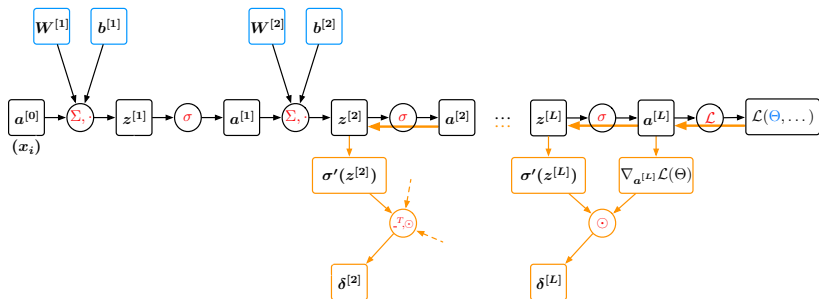 W^[1] b^[1] W^[2] b^[2]
a^[0] Σ,· z^[1] σ a^[1] Σ,· z^[2] σ a^[2] ... z^[L] σ a^[L] ℒ ℒ(Θ,...)
(x_i)
σ′(z^[2]) σ′(z^[L]) ∇_a^[L] ℒ(Θ)
_^T,⊙ ⊙
δ^[2] δ^[L]